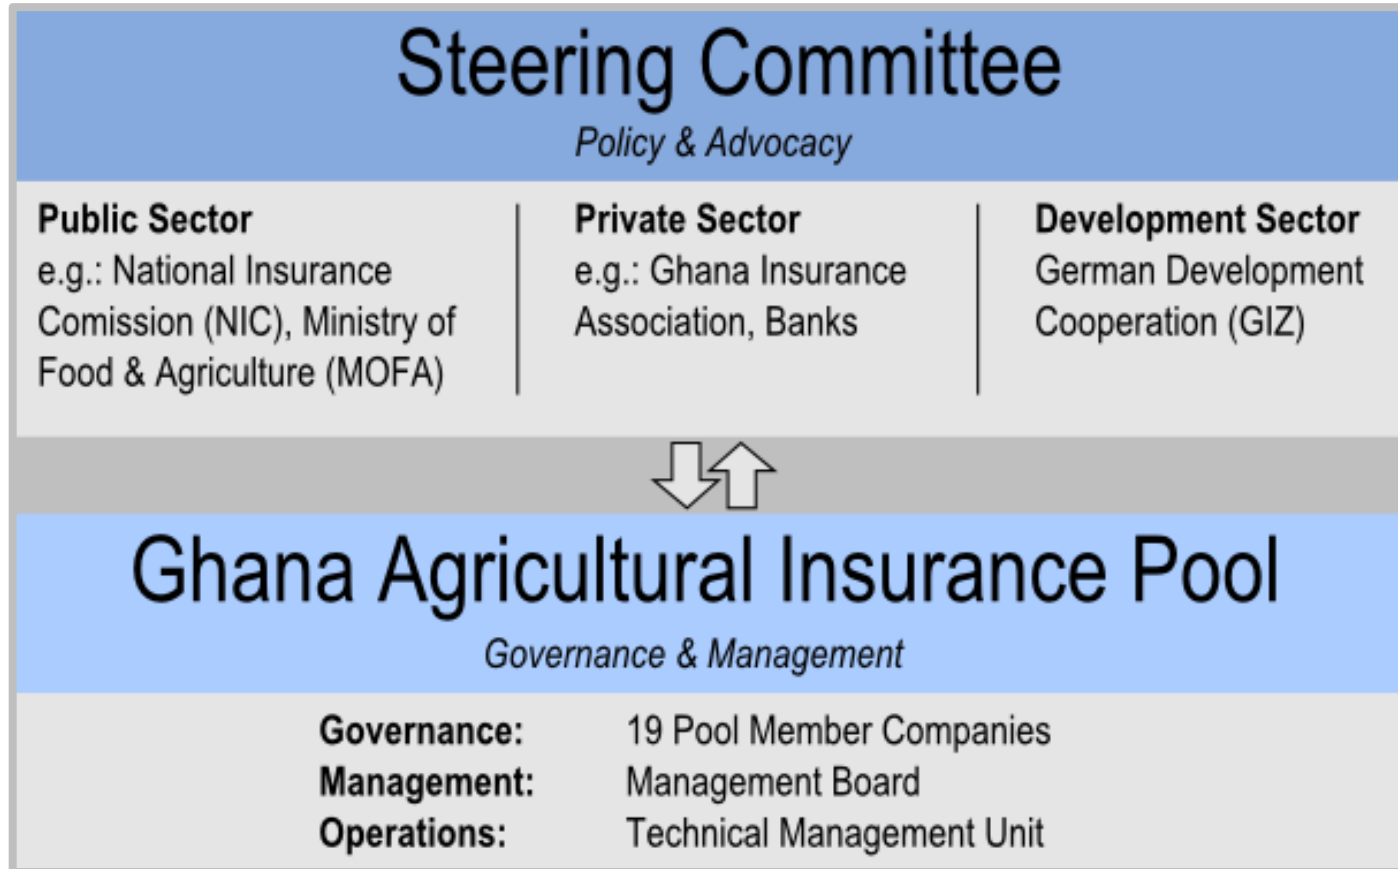 Steering Committee
Policy & Advocacy
Public Sector
e.g.: National Insurance
Comission (NIC), Ministry of
Food & Agriculture (MOFA)
Private Sector
e.g.: Ghana Insurance
Association, Banks
Development Sector
German Development
Cooperation (GIZ)
Ghana Agricultural Insurance Pool
Governance & Management
Governance: 19 Pool Member Companies
Management: Management Board
Operations: Technical Management Unit